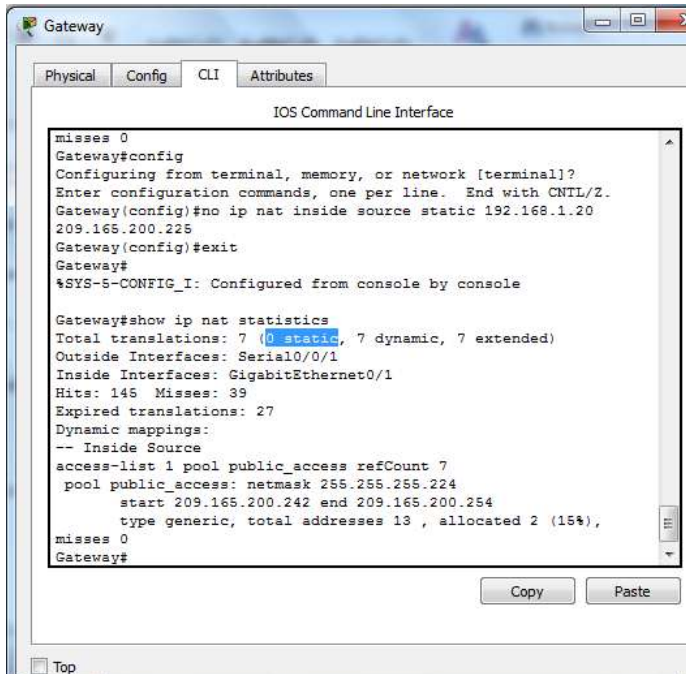 Gateway
Physical Config CLI Attributes
IOS Command Line Interface
misses 0
Gateway#config
Configuring from terminal, memory, or network [terminal]?
Enter configuration commands, one per line.  End with CNTL/Z.
Gateway(config)#no ip nat inside source static 192.168.1.20
209.165.200.225
Gateway(config)#exit
Gateway#
%SYS-5-CONFIG_I: Configured from console by console
Gateway#show ip nat statistics
Total translations: 7 (0 static, 7 dynamic, 7 extended)
Outside Interfaces: Serial0/0/1
Inside Interfaces: GigabitEthernet0/1
Hits: 145  Misses: 39
Expired translations: 27
Dynamic mappings:
-- Inside Source
access-list 1 pool public_access refCount 7
pool public_access: netmask 255.255.255.224
start 209.165.200.242 end 209.165.200.254
type generic, total addresses 13 , allocated 2 (15%),
misses 0
Gateway#
Copy Paste
Top